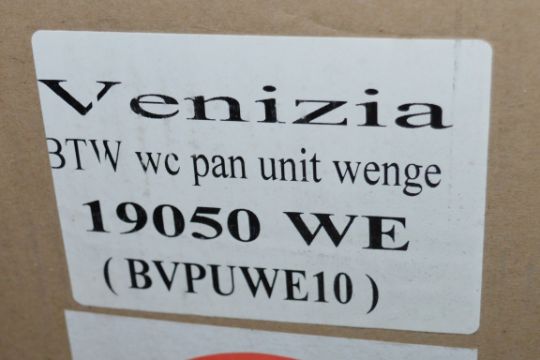 Venizia
BTW wc pan unit wenge
19050 WE
( BVPUWE10 )